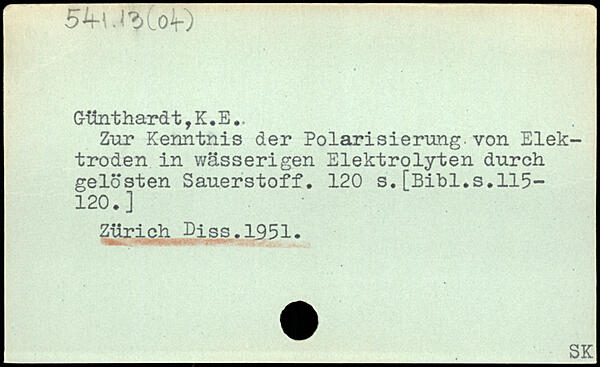 541.13(04)
Günthardt,K.E.
Zur Kenntnis der Polarisierung von Elek-
troden in wässerigen Elektrolyten durch
gelösten Sauerstoff. 120 s.[Bibl.s.115-
120.]
Zürich Diss.1951.
SK